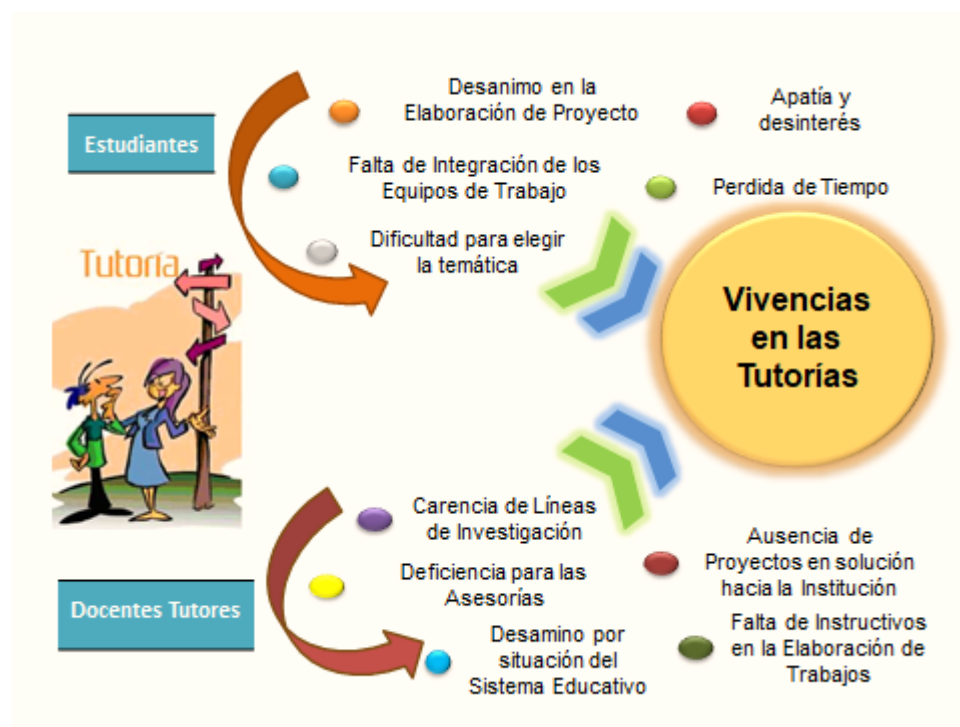 Estudiantes
Desanimo en la
Elaboración de Proyecto
Apatía y
desinterés
Falta de Integración de los
Equipos de Trabajo
Perdida de Tiempo
Dificultad para elegir
la temática
Tutoría
Vivencias
en las
Tutorías
Carencia de Líneas
de Investigación
Ausencia de
Proyectos en solución
hacia la Institución
Deficiencia para las
Asesorías
Docentes Tutores
Desamino por
situación del
Sistema Educativo
Falta de Instructivos
en la Elaboración de
Trabajos